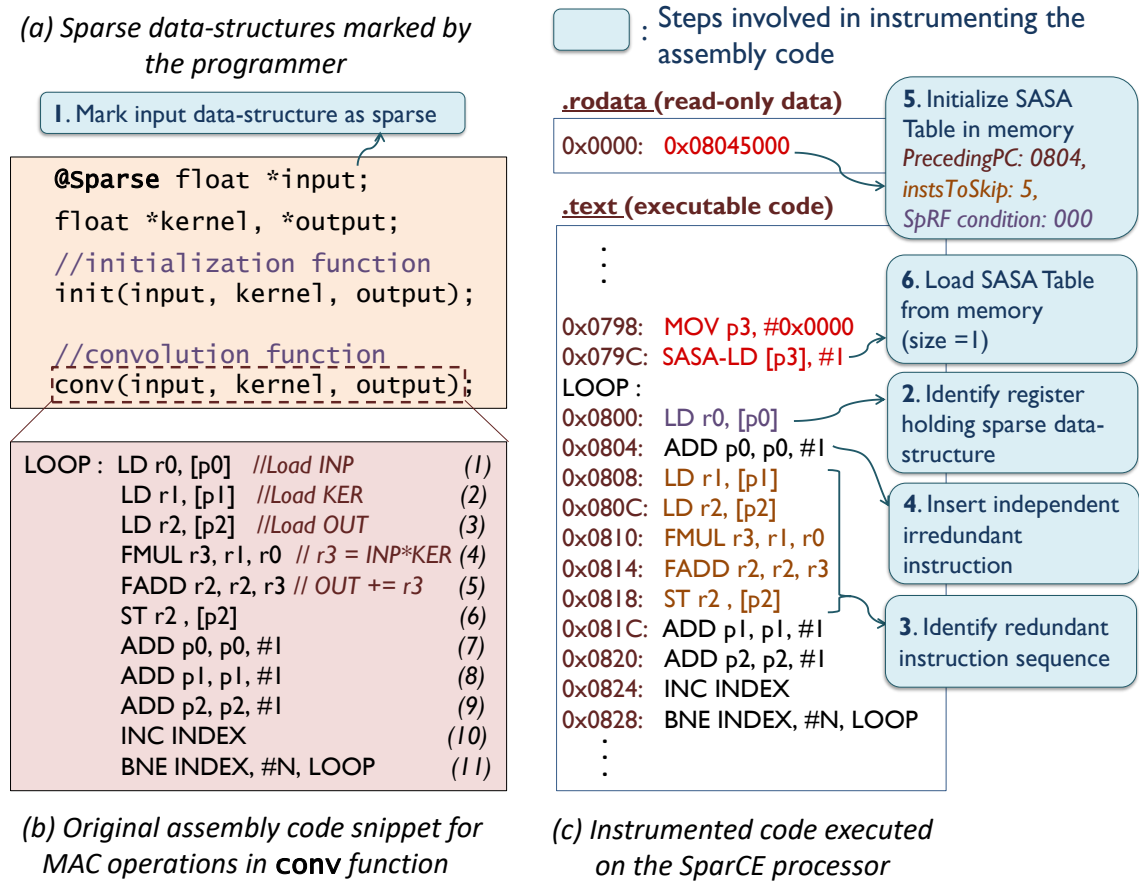 (a) Sparse data-structures marked by
the programmer
1. Mark input data-structure as sparse
@Sparse float *input;
float *kernel, *output;
//initialization function
init(input, kernel, output);
//convolution function
conv(input, kernel, output);
LOOP : LD r0, [p0] //Load INP (1)
LD r1, [p1] //Load KER (2)
LD r2, [p2] //Load OUT (3)
FMUL r3, r1, r0 // r3 = INP*KER (4)
FADD r2, r2, r3 // OUT += r3 (5)
ST r2 , [p2] (6)
ADD p0, p0, #1 (7)
ADD p1, p1, #1 (8)
ADD p2, p2, #1 (9)
INC INDEX (10)
BNE INDEX, #N, LOOP (11)
(b) Original assembly code snippet for
MAC operations in conv function
: Steps involved in instrumenting the
assembly code
.rodata (read-only data)
0x0000: 0x08045000
5. Initialize SASA
Table in memory
PrecedingPC: 0804,
instsToSkip: 5,
SpRF condition: 000
.text (executable code)
.
.
.
0x0798: MOV p3, #0x0000
0x079C: SASA-LD [p3], #1
LOOP :
0x0800: LD r0, [p0]
0x0804: ADD p0, p0, #1
0x0808: LD r1, [p1]
0x080C: LD r2, [p2]
0x0810: FMUL r3, r1, r0
0x0814: FADD r2, r2, r3
0x0818: ST r2 , [p2]
0x081C: ADD p1, p1, #1
0x0820: ADD p2, p2, #1
0x0824: INC INDEX
0x0828: BNE INDEX, #N, LOOP
.
.
.
6. Load SASA Table
from memory
(size =1)
2. Identify register
holding sparse data-
structure
4. Insert independent
irredundant
instruction
3. Identify redundant
instruction sequence
(c) Instrumented code executed
on the SparCE processor